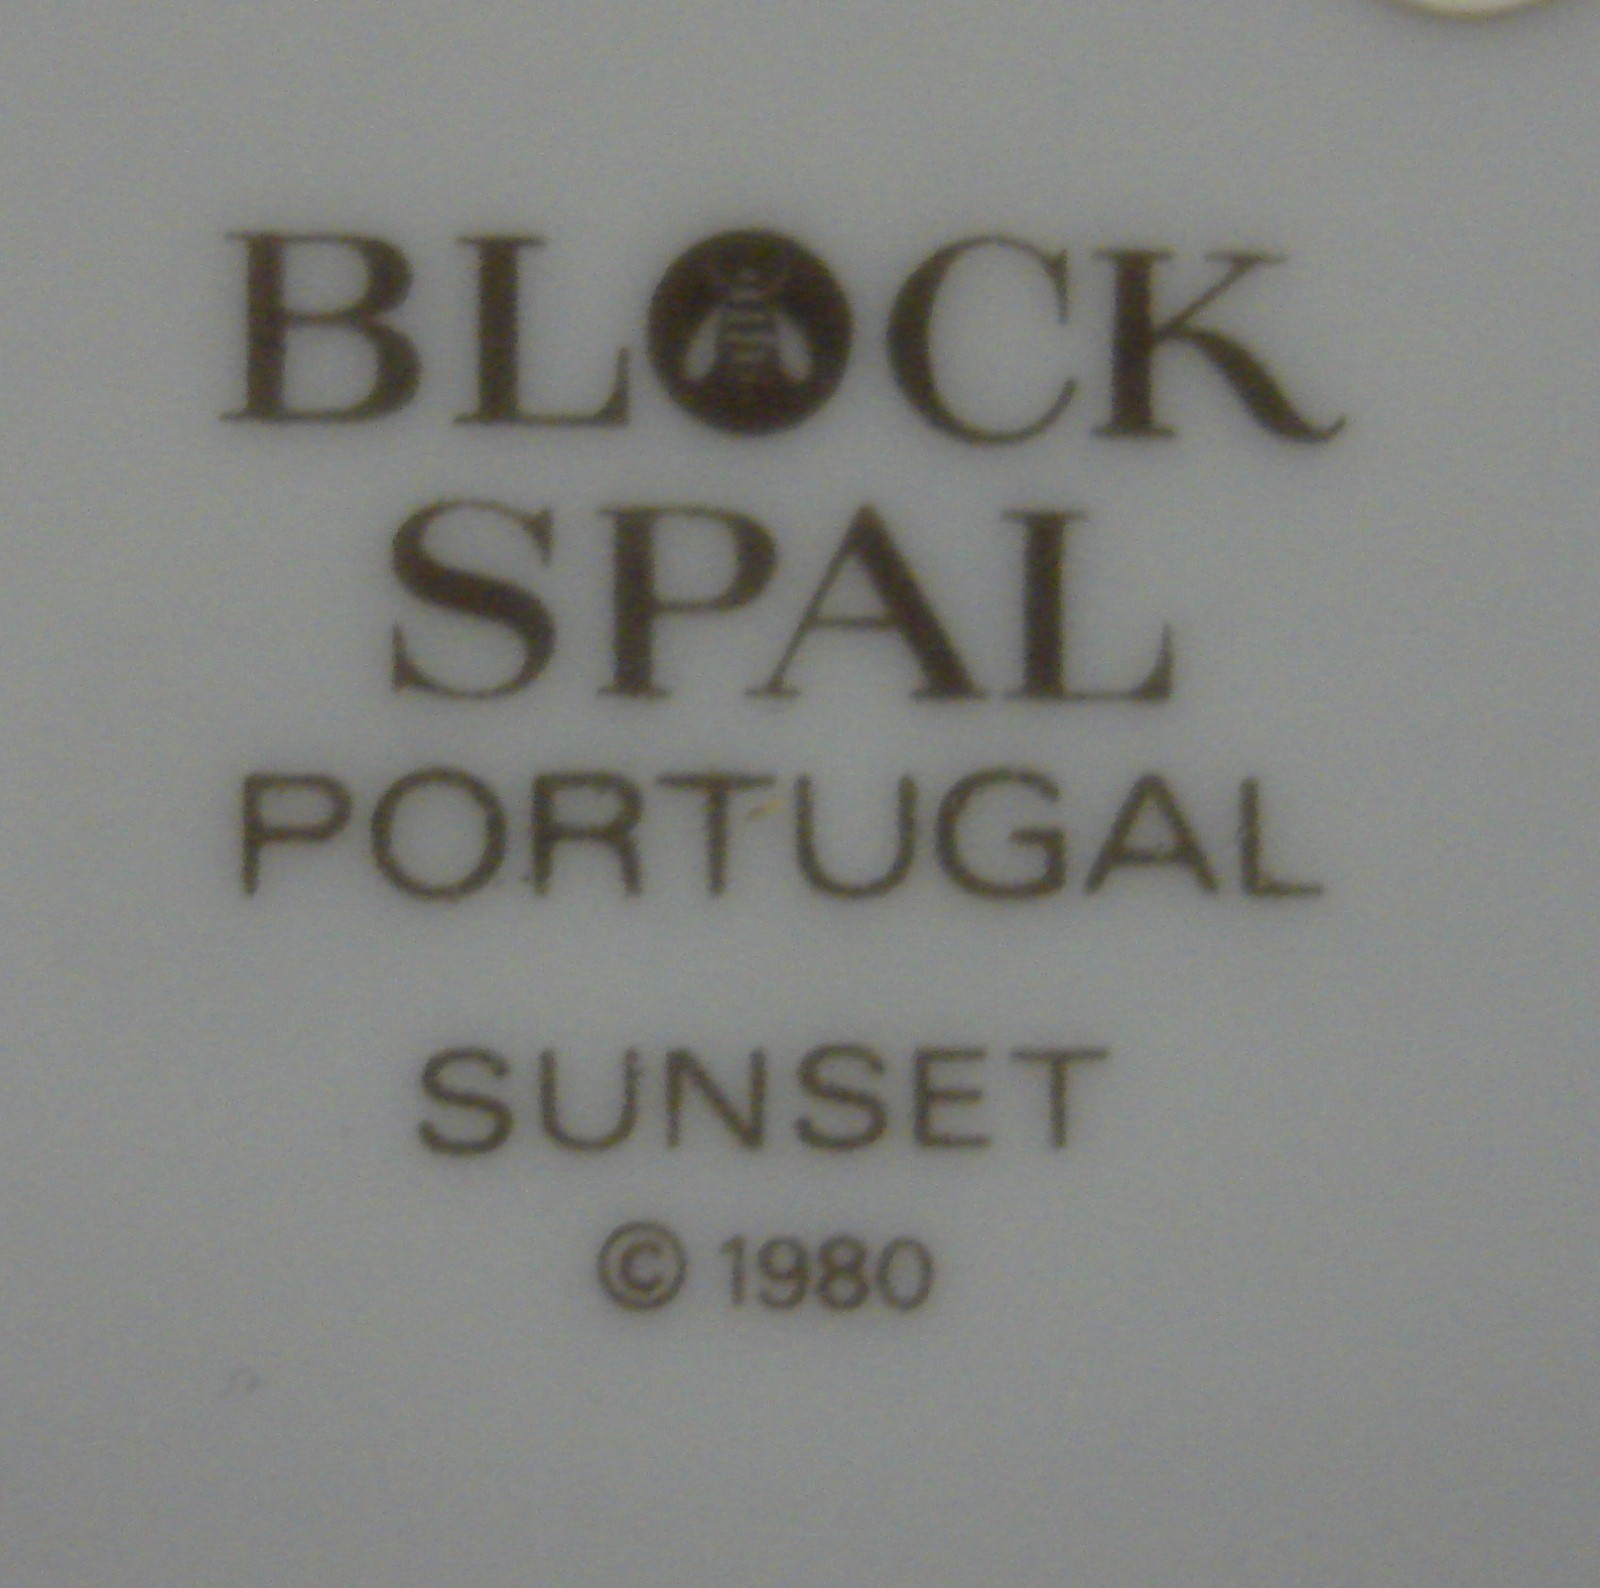 BLOCK
SPAL
PORTUGAL
SUNSET
© 1980